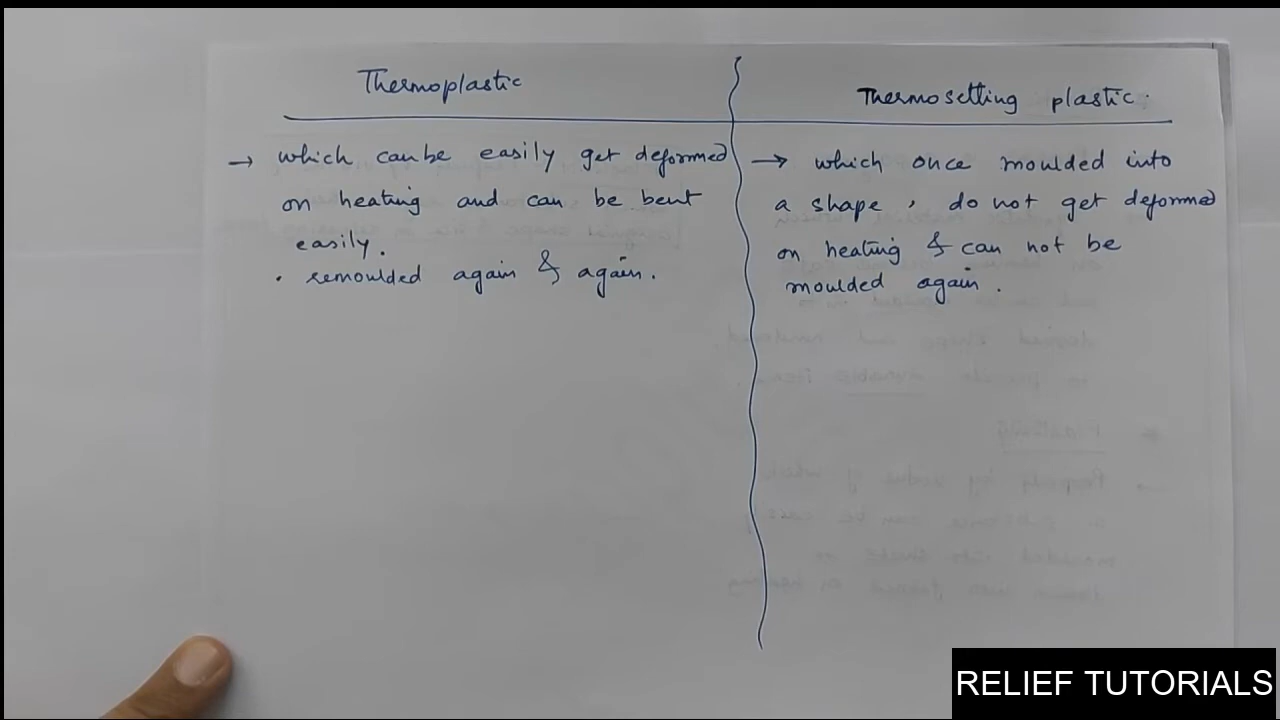 Thermoplastic
Thermosetting plastic.
→ which can be easily get deformed
on heating and can be bent
easily.
• remoulded again & again.
→ which once moulded into
a shape, do not get deformed
on heating & can not be
moulded again.
RELIEF TUTORIALS